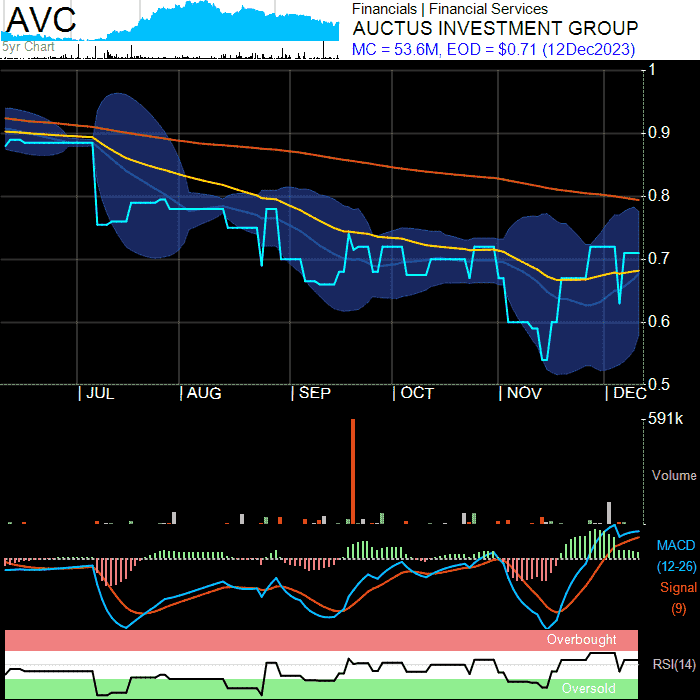 AVC
5yr Chart
Financials | Financial Services
AUCTUS INVESTMENT GROUP
MC = 53.6M, EOD = $0.71 (12Dec2023)
1
0.9
0.8
0.7
0.6
0.5
JUL AUG SEP OCT NOV DEC
591k
Volume
MACD
(12-26)
Signal
(9)
Overbought
RSI(14)
Oversold